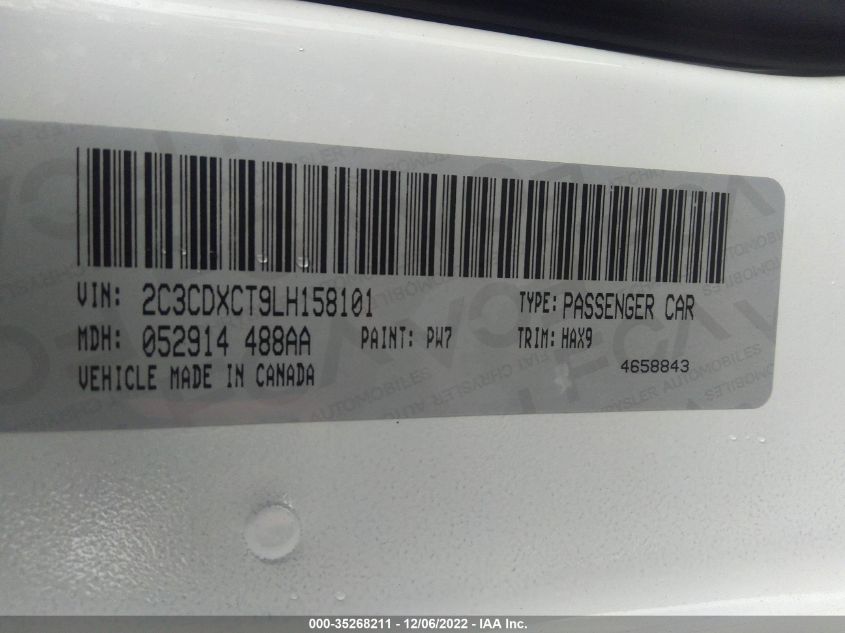 VIN: 2C3CDXCT9LH158101 TYPE: PASSENGER CAR
MDH: 052914 488AA PAINT: PW7 TRIM: HAX9
VEHICLE MADE IN CANADA 4658843
000-35268211 - 12/06/2022 - IAA Inc.